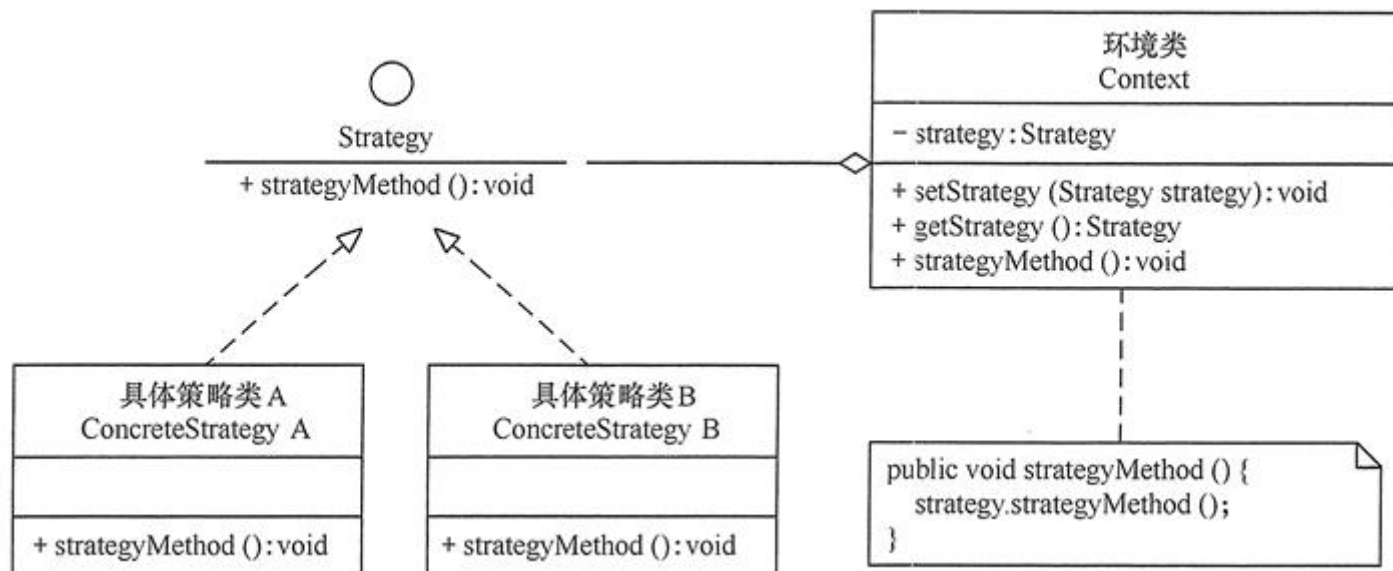 Strategy
+ strategyMethod ():void
环境类
Context
- strategy:Strategy
+ setStrategy (Strategy strategy):void
+ getStrategy ():Strategy
+ strategyMethod ():void
具体策略类A
ConcreteStrategy A
+ strategyMethod ():void
具体策略类B
ConcreteStrategy B
+ strategyMethod ():void
public void strategyMethod () {
strategy.strategyMethod ();
}